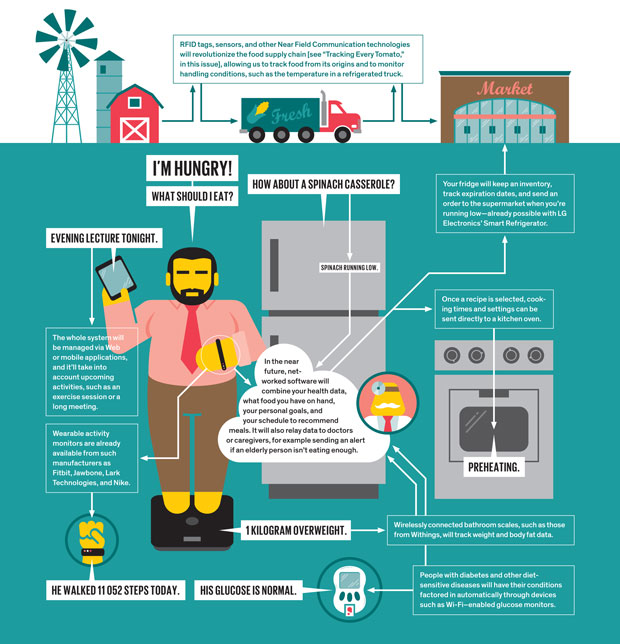 RFID tags, sensors, and other Near Field Communication technologies
will revolutionize the food supply chain [see “Tracking Every Tomato,”
in this issue], allowing us to track food from its origins and to monitor
handling conditions, such as the temperature in a refrigerated truck.
Fresh
Market
I'M HUNGRY!
WHAT SHOULD I EAT?
HOW ABOUT A SPINACH CASSEROLE?
Your fridge will keep an inventory,
track expiration dates, and send an
order to the supermarket when you're
running low—already possible with LG
Electronics' Smart Refrigerator.
EVENING LECTURE TONIGHT.
SPINACH RUNNING LOW.
Once a recipe is selected, cook-
ing times and settings can be
sent directly to a kitchen oven.
The whole system will
be managed via Web
or mobile applications,
and it'll take into
account upcoming
activities, such as an
exercise session or a
long meeting.
In the near
future, net-
worked software will
combine your health data,
what food you have on hand,
your personal goals, and
your schedule to recommend
meals. It will also relay data to doctors
or caregivers, for example sending an alert
if an elderly person isn't eating enough.
Wearable activity
monitors are already
available from such
manufacturers as
Fitbit, Jawbone, Lark
Technologies, and Nike.
PREHEATING.
1 KILOGRAM OVERWEIGHT.
Wirelessly connected bathroom scales, such as those
from Withings, will track weight and body fat data.
HE WALKED 11 052 STEPS TODAY.
HIS GLUCOSE IS NORMAL.
People with diabetes and other diet-
sensitive diseases will have their conditions
factored in automatically through devices
such as Wi-Fi–enabled glucose monitors.